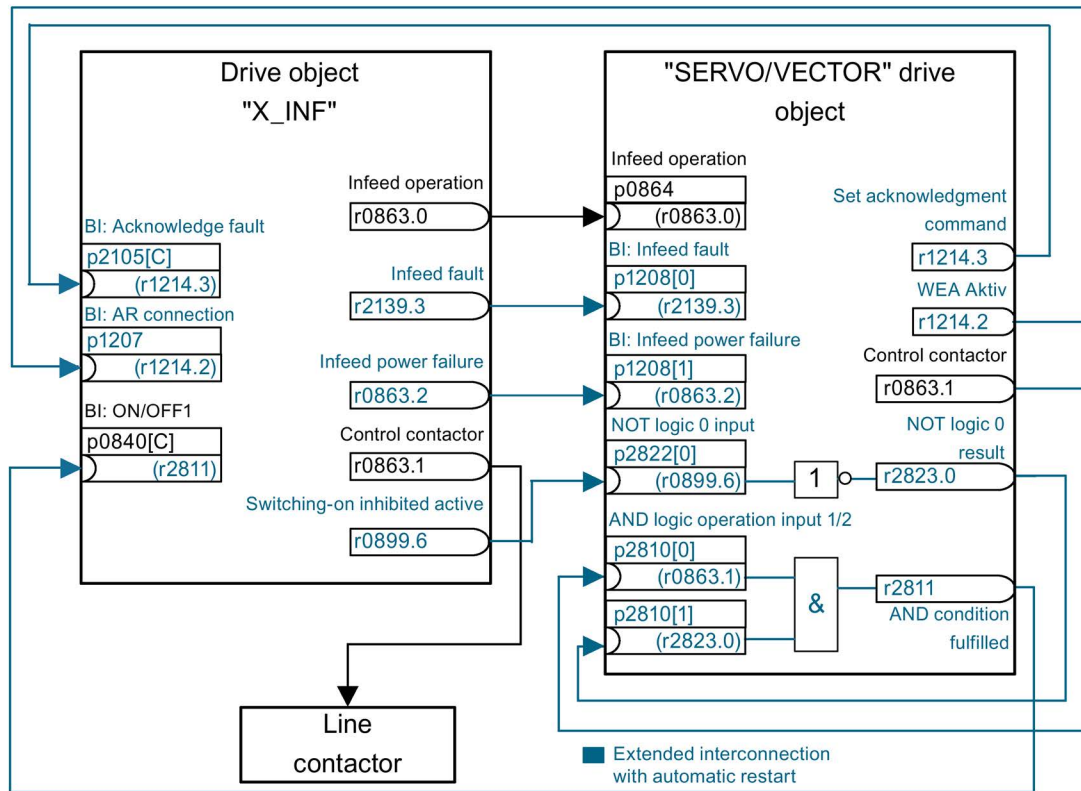 Drive object
"X_INF"
Infeed operation
r0863.0
BI: Acknowledge fault
p2105[C]
(r1214.3)
Infeed fault
r2139.3
BI: AR connection
p1207
(r1214.2)
Infeed power failure
r0863.2
BI: ON/OFF1
p0840[C]
(r2811)
Control contactor
r0863.1
Switching-on inhibited active
r0899.6
Line
contactor
"SERVO/VECTOR" drive
object
Infeed operation
p0864
(r0863.0)
BI: Infeed fault
p1208[0]
(r2139.3)
BI: Infeed power failure
p1208[1]
(r0863.2)
NOT logic 0 input
p2822[0]
(r0899.6)
1
AND logic operation input 1/2
p2810[0]
(r0863.1)
p2810[1]
(r2823.0)
&
Set acknowledgment
command
r1214.3
WEA Aktiv
r1214.2
Control contactor
r0863.1
NOT logic 0
result
r2823.0
r2811
AND condition
fulfilled
Extended interconnection
with automatic restart